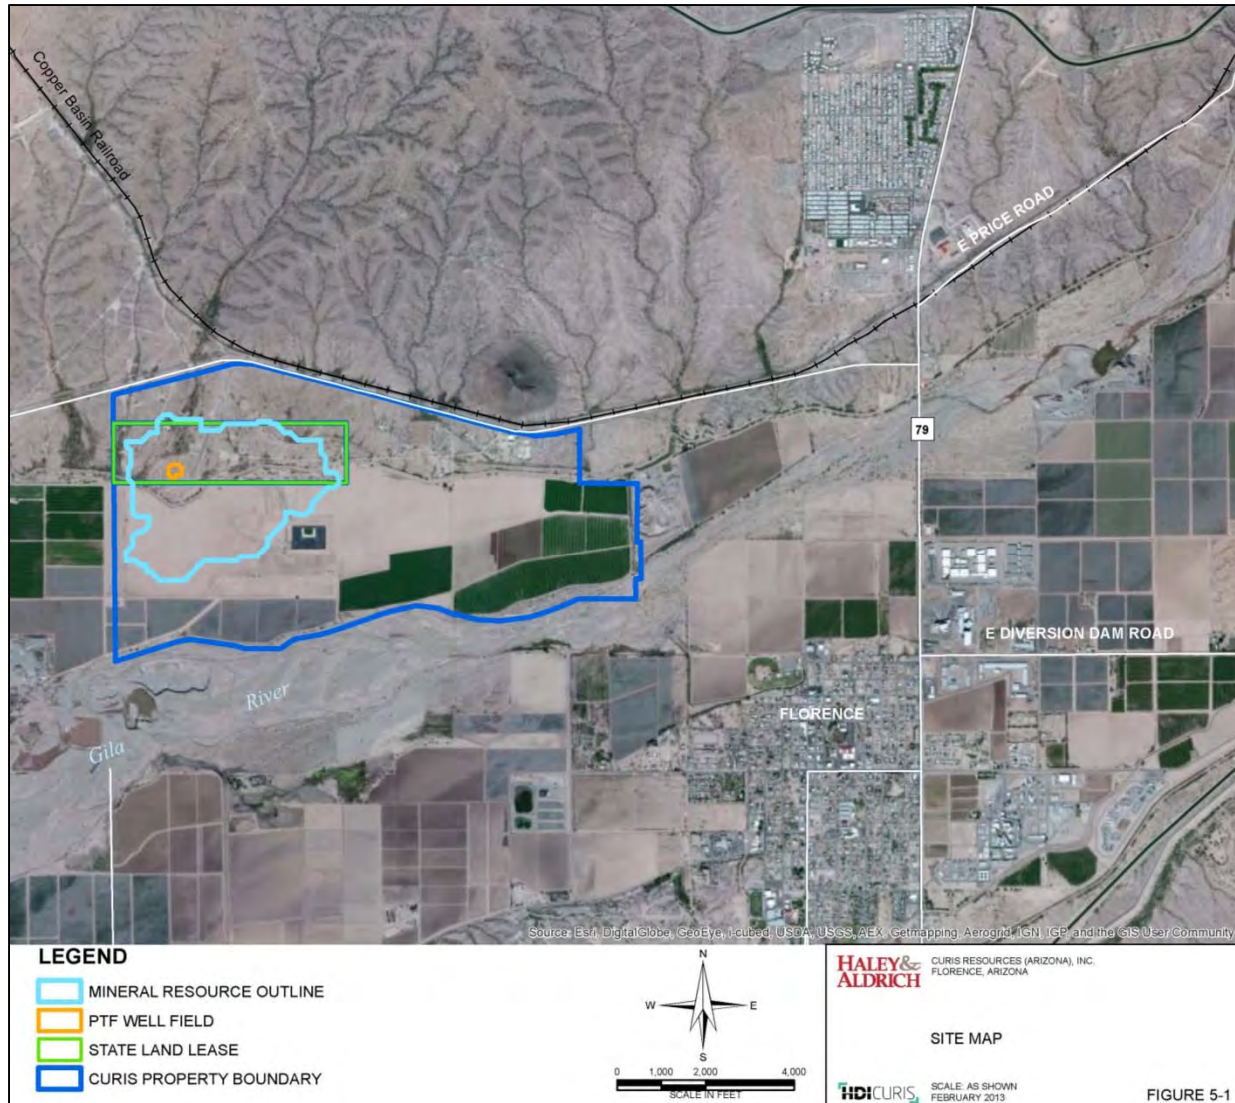 Copper Basin Railroad
E PRICE ROAD
79
E DIVERSION DAM ROAD
FLORENCE
River
Gila
Source: Esri, DigitalGlobe, GeoEye, i-cubed, USDA, USGS, AEX, Getmapping, Aerogrid, IGN, IGP, and the GIS User Community
LEGEND
MINERAL RESOURCE OUTLINE
PTF WELL FIELD
STATE LAND LEASE
CURIS PROPERTY BOUNDARY
N
W E
S
0 1,000 2,000 4,000
SCALE IN FEET
HALEY&
ALDRICH
CURIS RESOURCES (ARIZONA), INC.
FLORENCE, ARIZONA
SITE MAP
HDICURIS
SCALE: AS SHOWN
FEBRUARY 2013
FIGURE 5-1